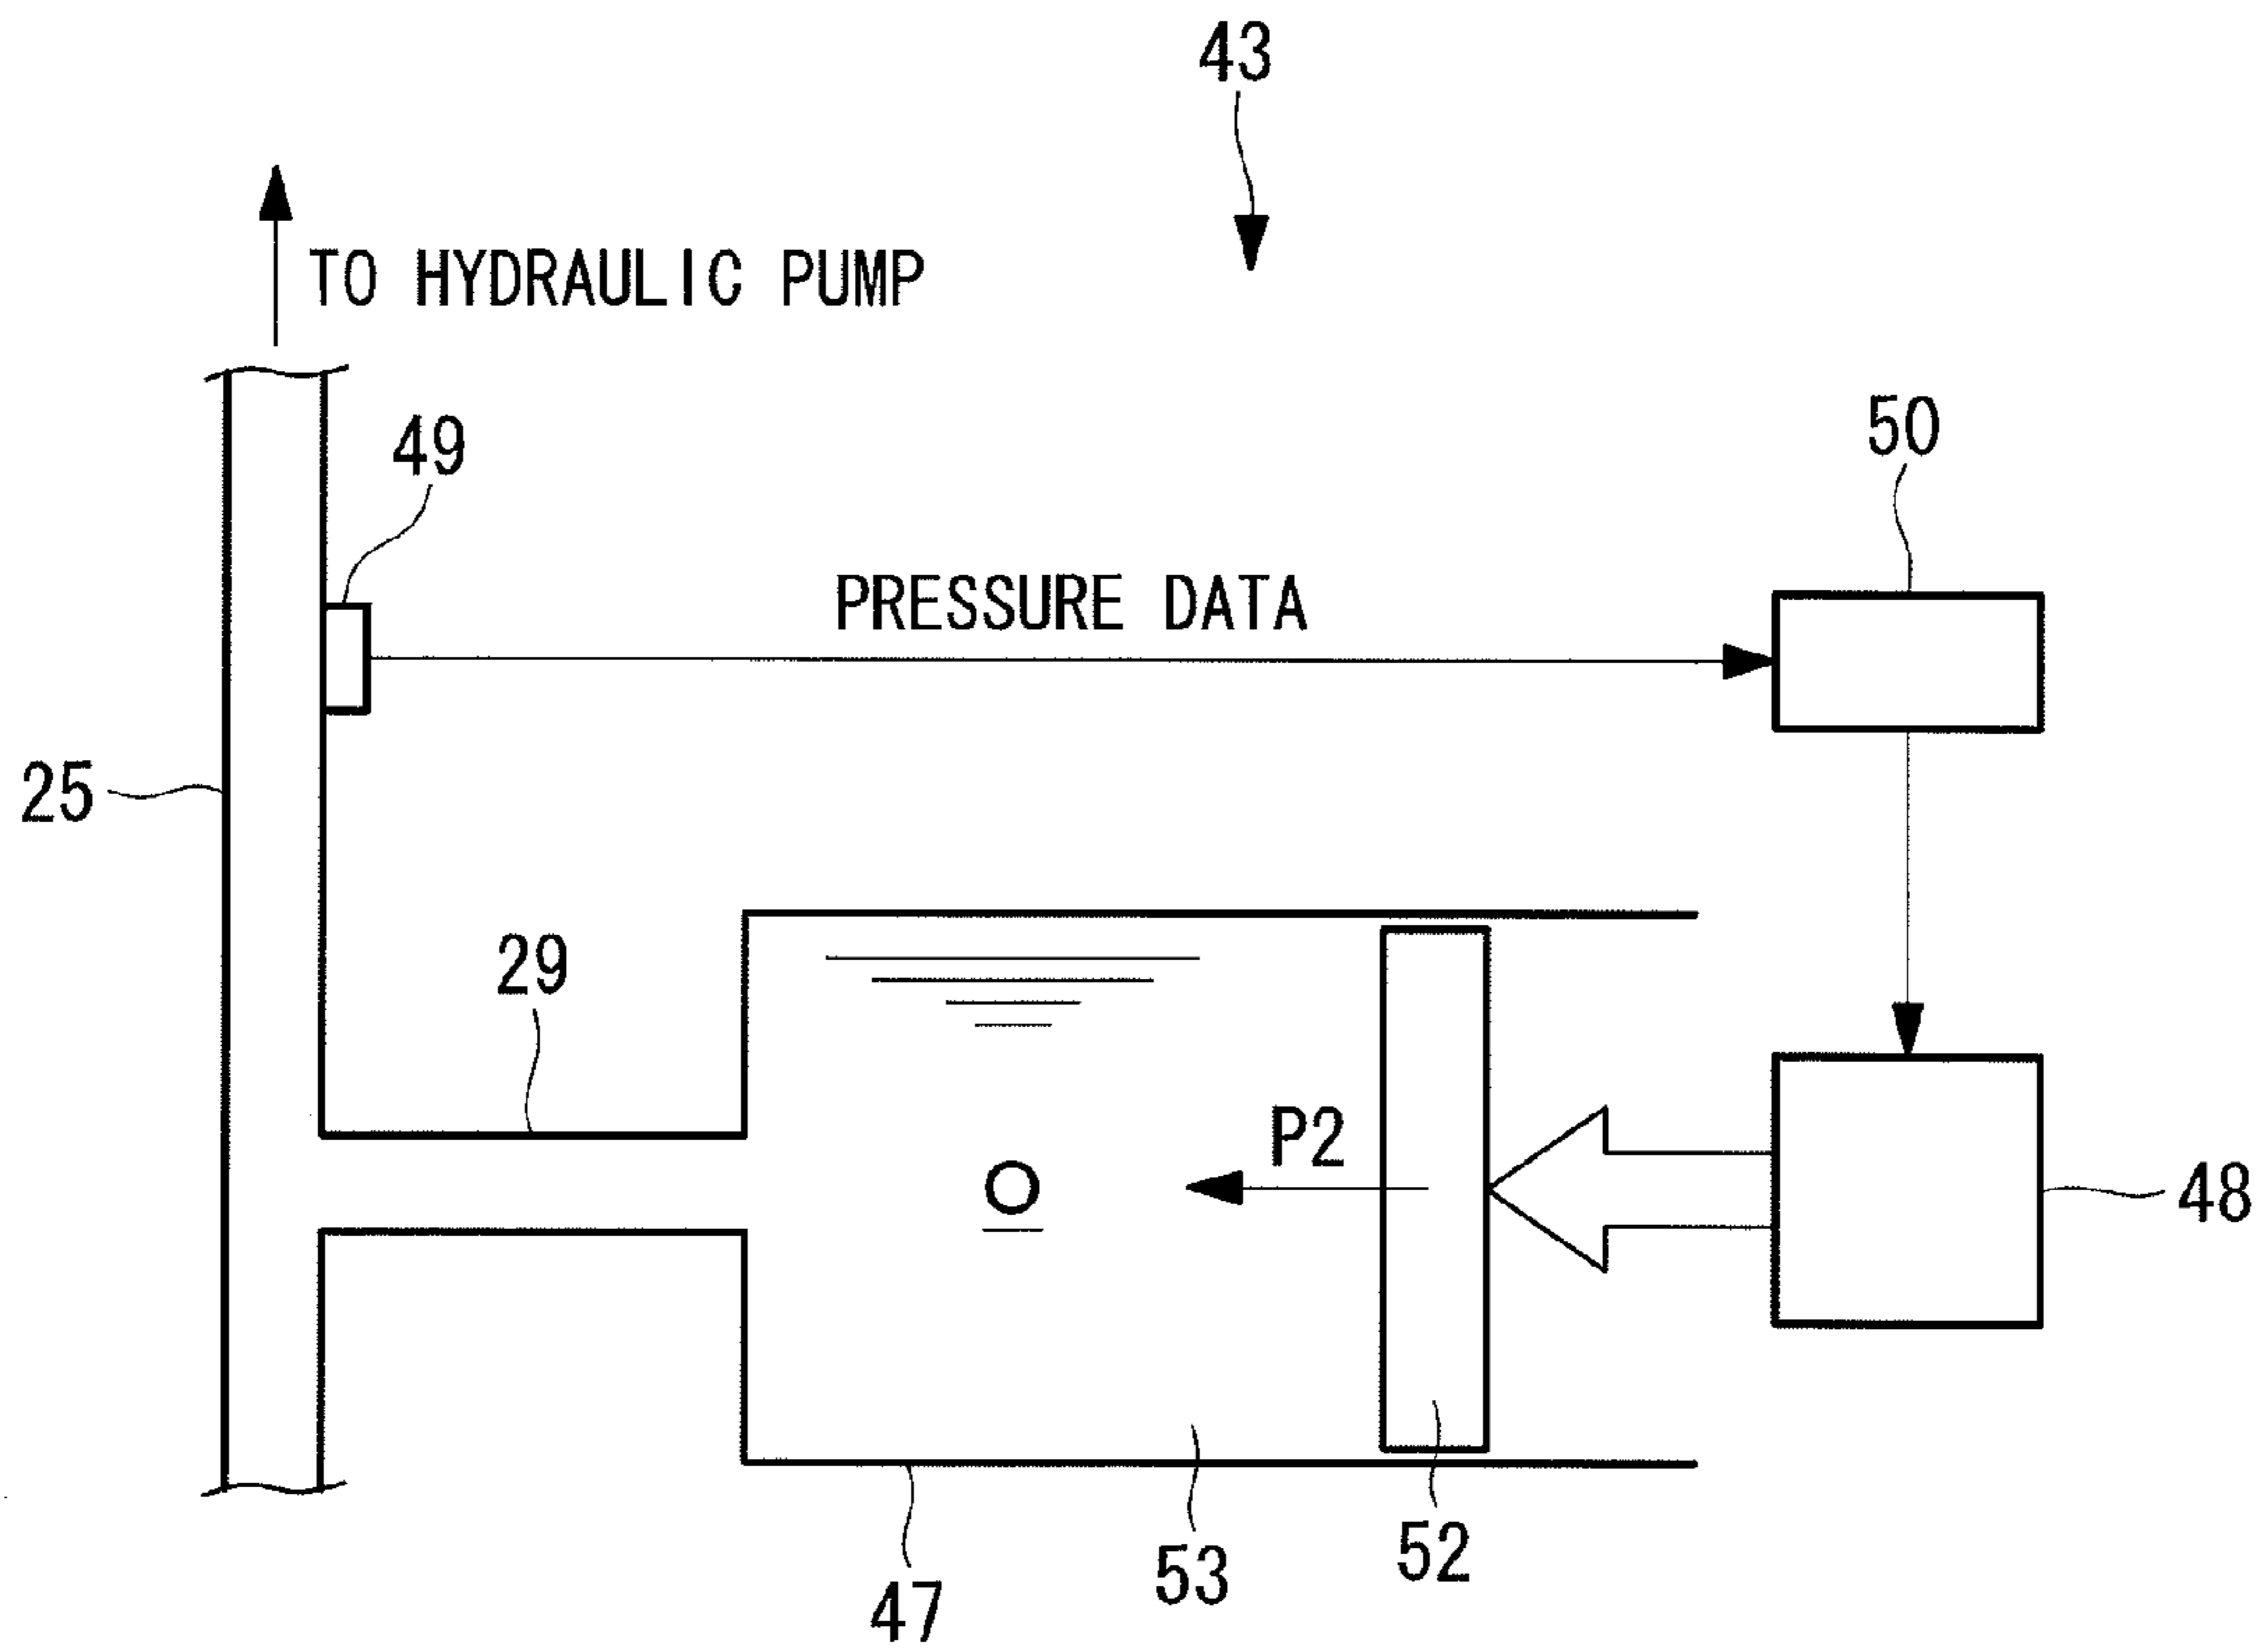 43
TO HYDRAULIC PUMP
49
50
PRESSURE DATA
25
29
P2
O
48
52
53
47